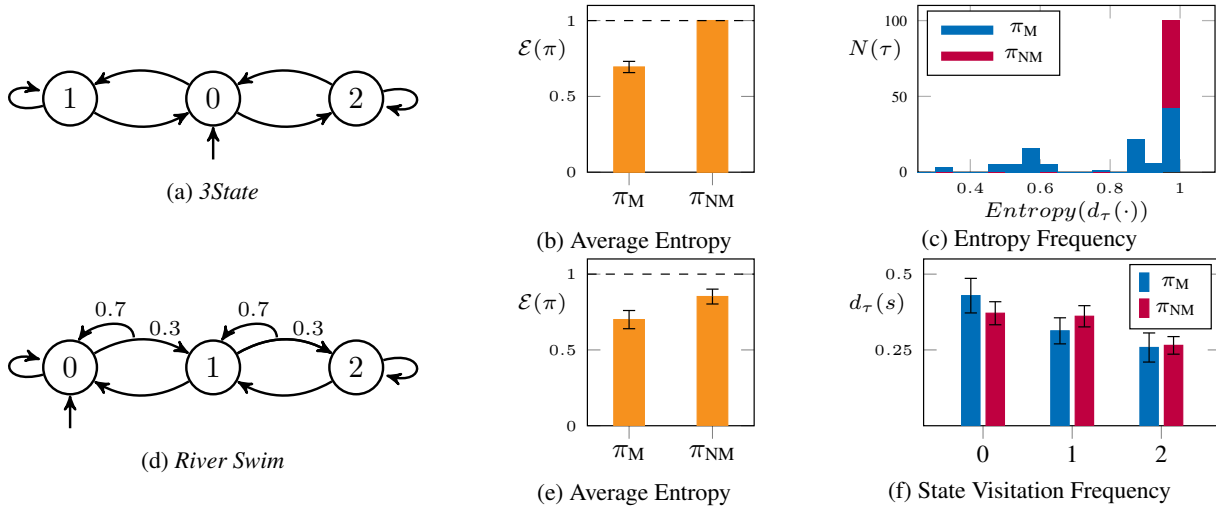 1
0
2
(a) 3State
ℰ(π)
1
0.5
0
π_M
π_NM
(b) Average Entropy
N(τ)
100
50
0
π_M
π_NM
0.4
0.6
0.8
1
Entropy(d_τ(·))
(c) Entropy Frequency
0.7
0.3
0.7
0.3
0
1
2
(d) River Swim
ℰ(π)
1
0.5
0
π_M
π_NM
(e) Average Entropy
d_τ(s)
0.5
0.25
π_M
π_NM
0
1
2
(f) State Visitation Frequency